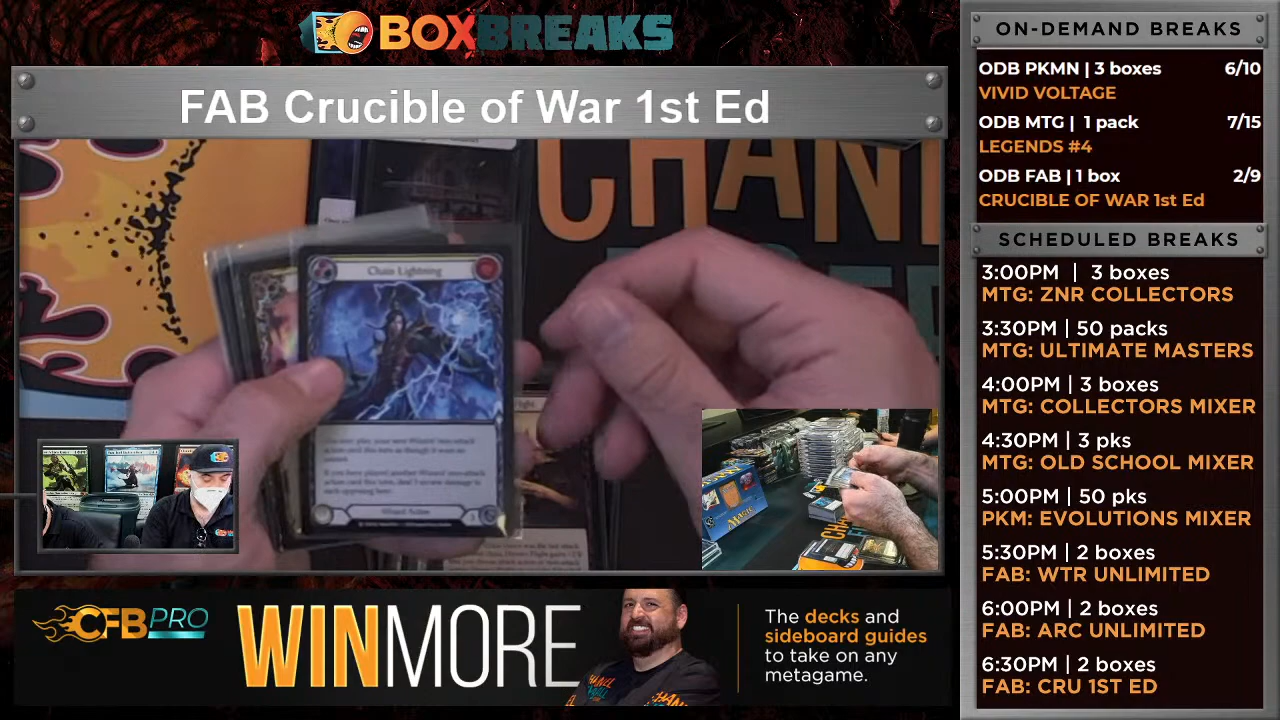 BOXBREAKS
FAB Crucible of War 1st Ed
CHAN
Chain Lightning
Wizard Action
MAGIC
CFBPRO
WINMORE
The decks and
sideboard guides
to take on any
metagame.
ON-DEMAND BREAKS
ODB PKMN | 3 boxes 6/10
VIVID VOLTAGE
ODB MTG | 1 pack 7/15
LEGENDS #4
ODB FAB | 1 box 2/9
CRUCIBLE OF WAR 1st Ed
SCHEDULED BREAKS
3:00PM | 3 boxes
MTG: ZNR COLLECTORS
3:30PM | 50 packs
MTG: ULTIMATE MASTERS
4:00PM | 3 boxes
MTG: COLLECTORS MIXER
4:30PM | 3 pks
MTG: OLD SCHOOL MIXER
5:00PM | 50 pks
PKM: EVOLUTIONS MIXER
5:30PM | 2 boxes
FAB: WTR UNLIMITED
6:00PM | 2 boxes
FAB: ARC UNLIMITED
6:30PM | 2 boxes
FAB: CRU 1ST ED